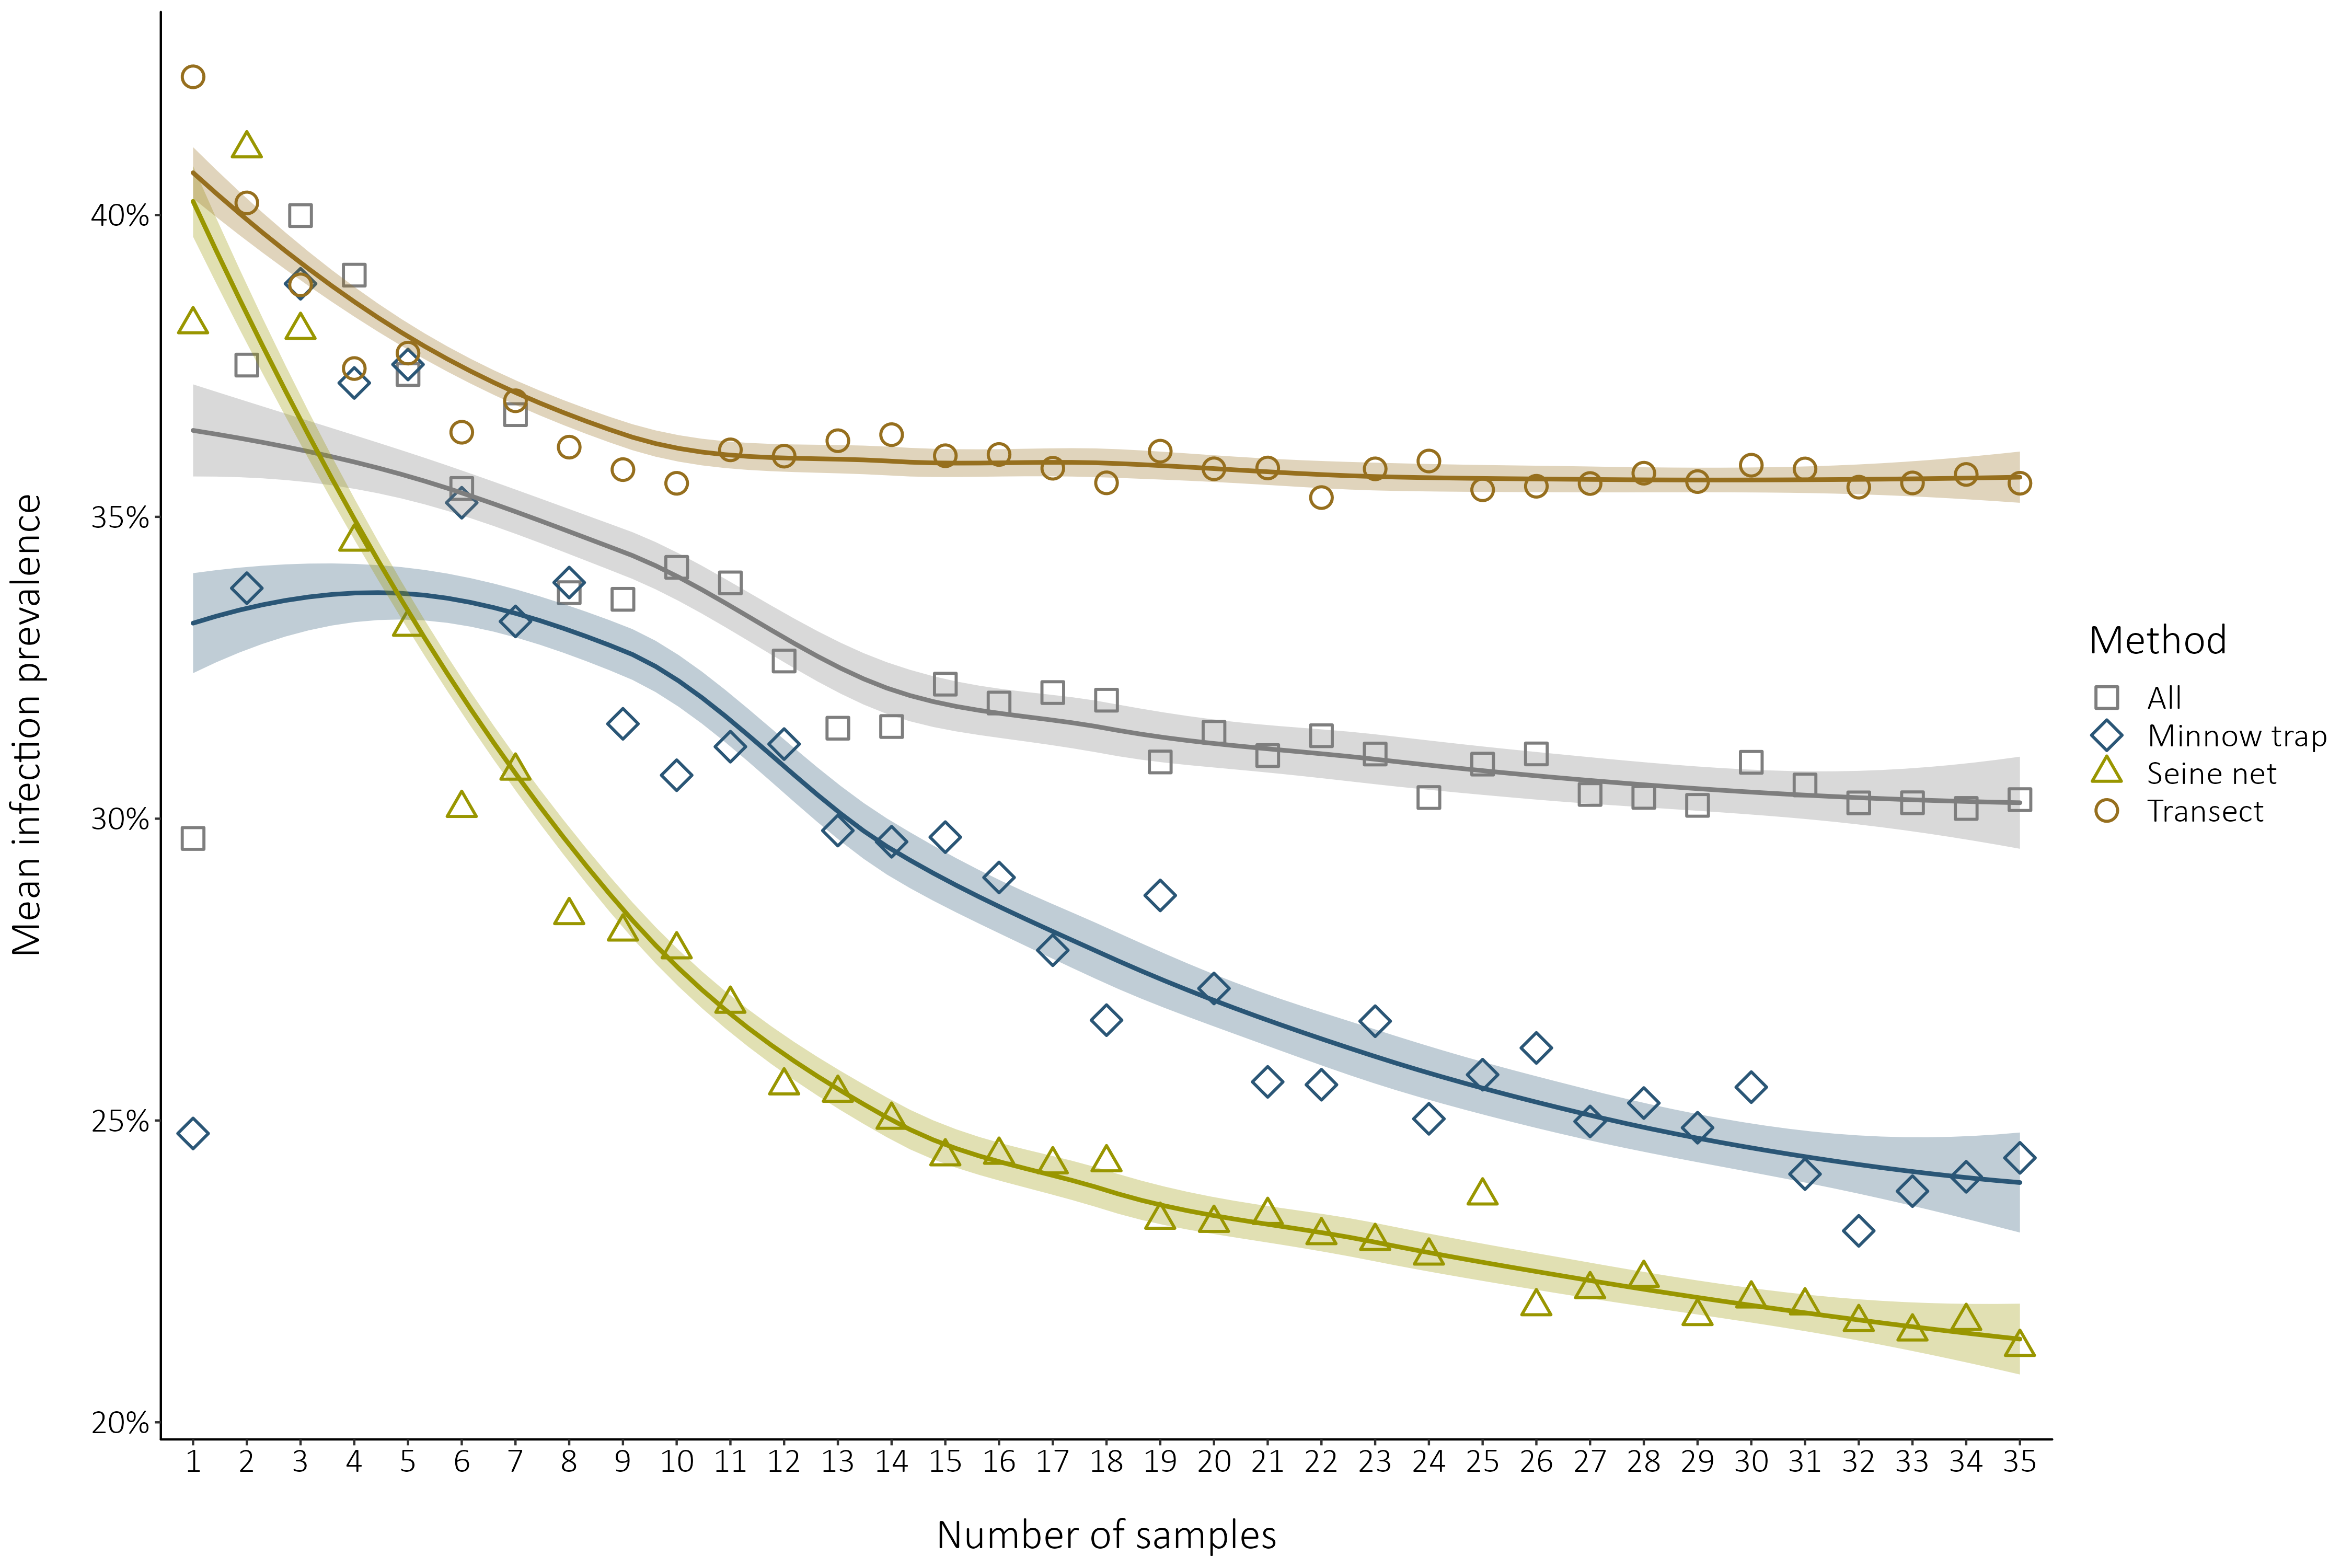 Mean infection prevalence
40%
35%
30%
25%
20%
1 2 3 4 5 6 7 8 9 10 11 12 13 14 15 16 17 18 19 20 21 22 23 24 25 26 27 28 29 30 31 32 33 34 35
Number of samples
Method
All
Minnow trap
Seine net
Transect